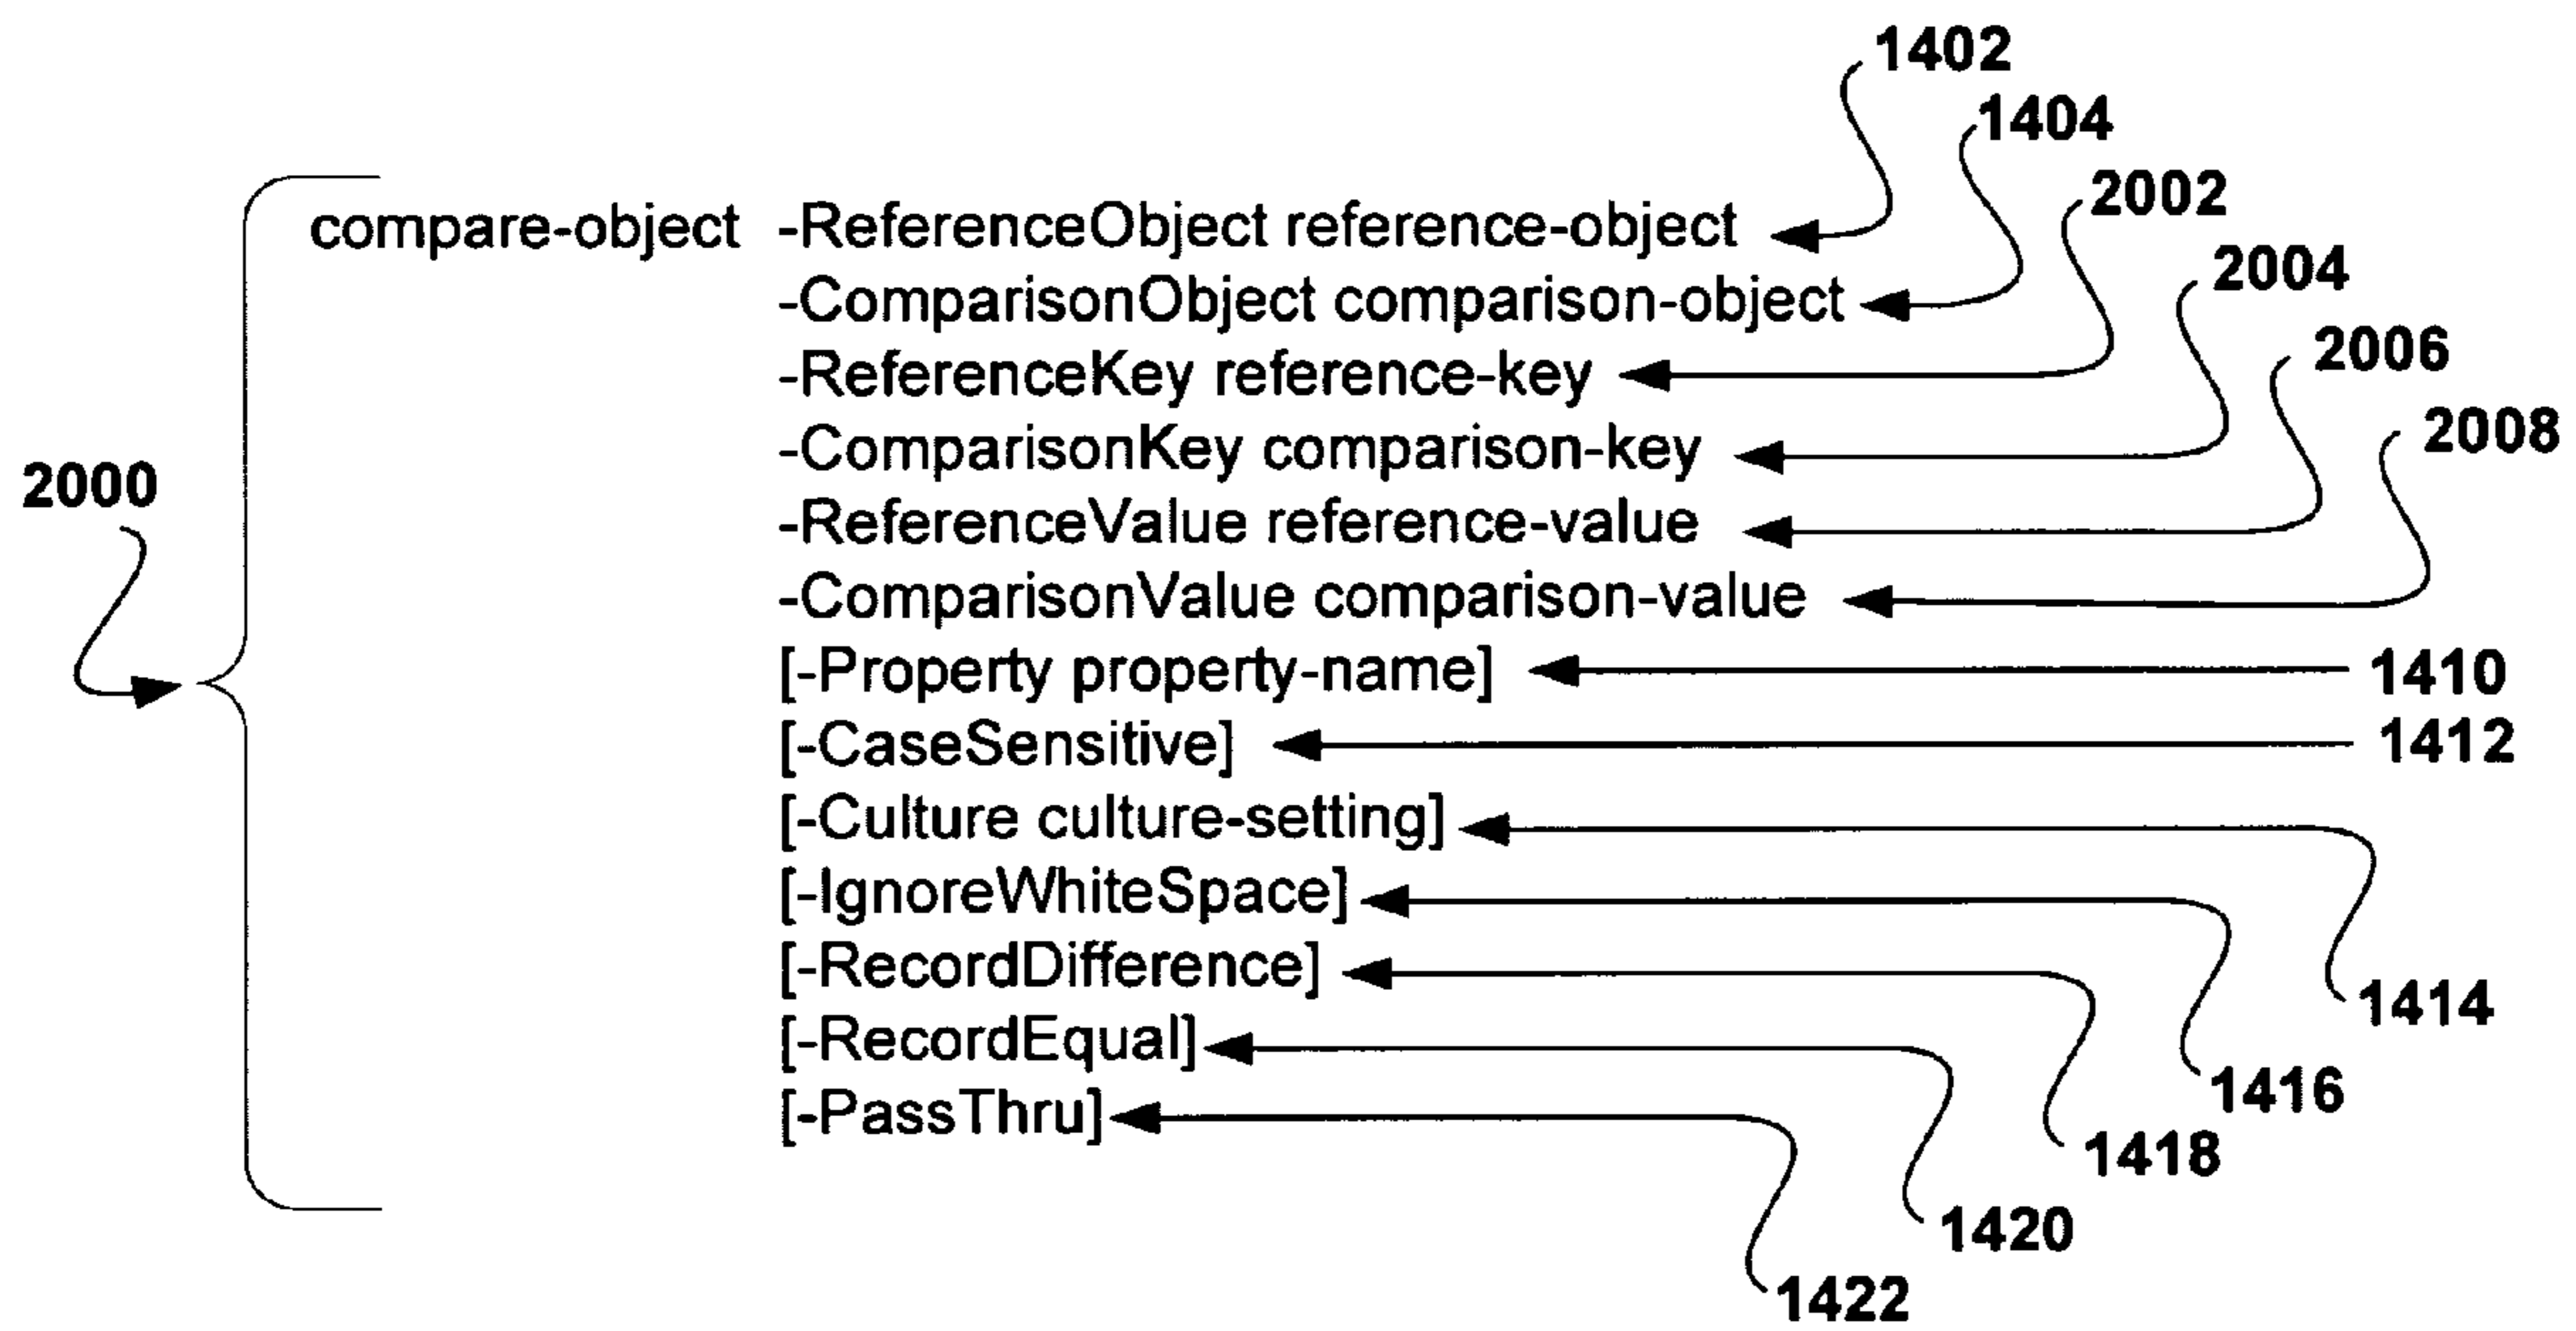 1402
1404
2002
compare-object -ReferenceObject reference-object
2004
-ComparisonObject comparison-object
2006
-ReferenceKey reference-key
2008
-ComparisonKey comparison-key
2000
-ReferenceValue reference-value
-ComparisonValue comparison-value
[-Property property-name] 1410
[-CaseSensitive] 1412
[-Culture culture-setting]
[-IgnoreWhiteSpace]
[-RecordDifference]
1414
[-RecordEqual]
1416
[-PassThru]
1418
1420
1422